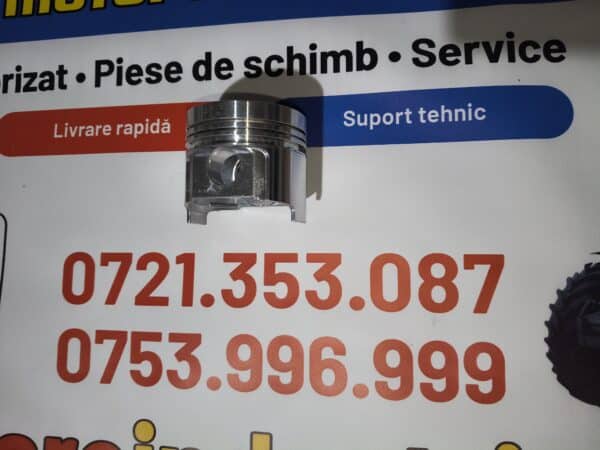 rizat • Piese de schimb • Service
Livrare rapidă
Suport tehnic
0721.353.087
0753.996.999